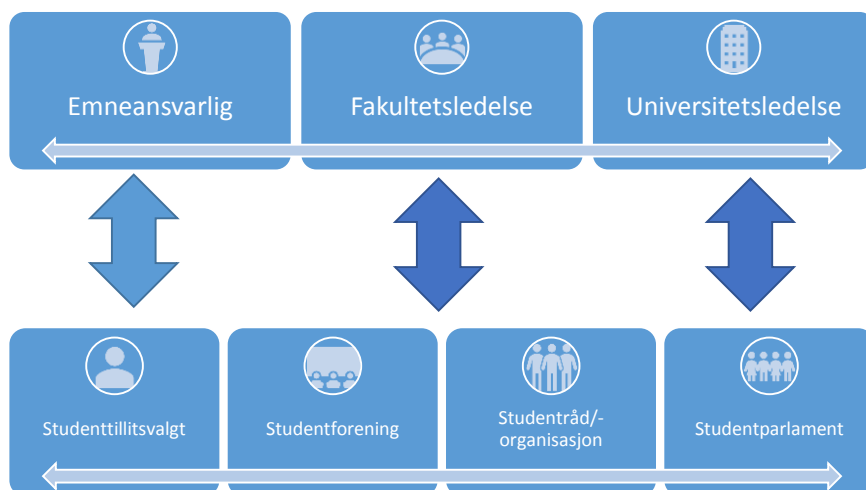 Emneansvarlig
Fakultetsledelse
Universitetsledelse
Studenttillitsvalgt
Studentforening
Studentråd/-
organisasjon
Studentparlament